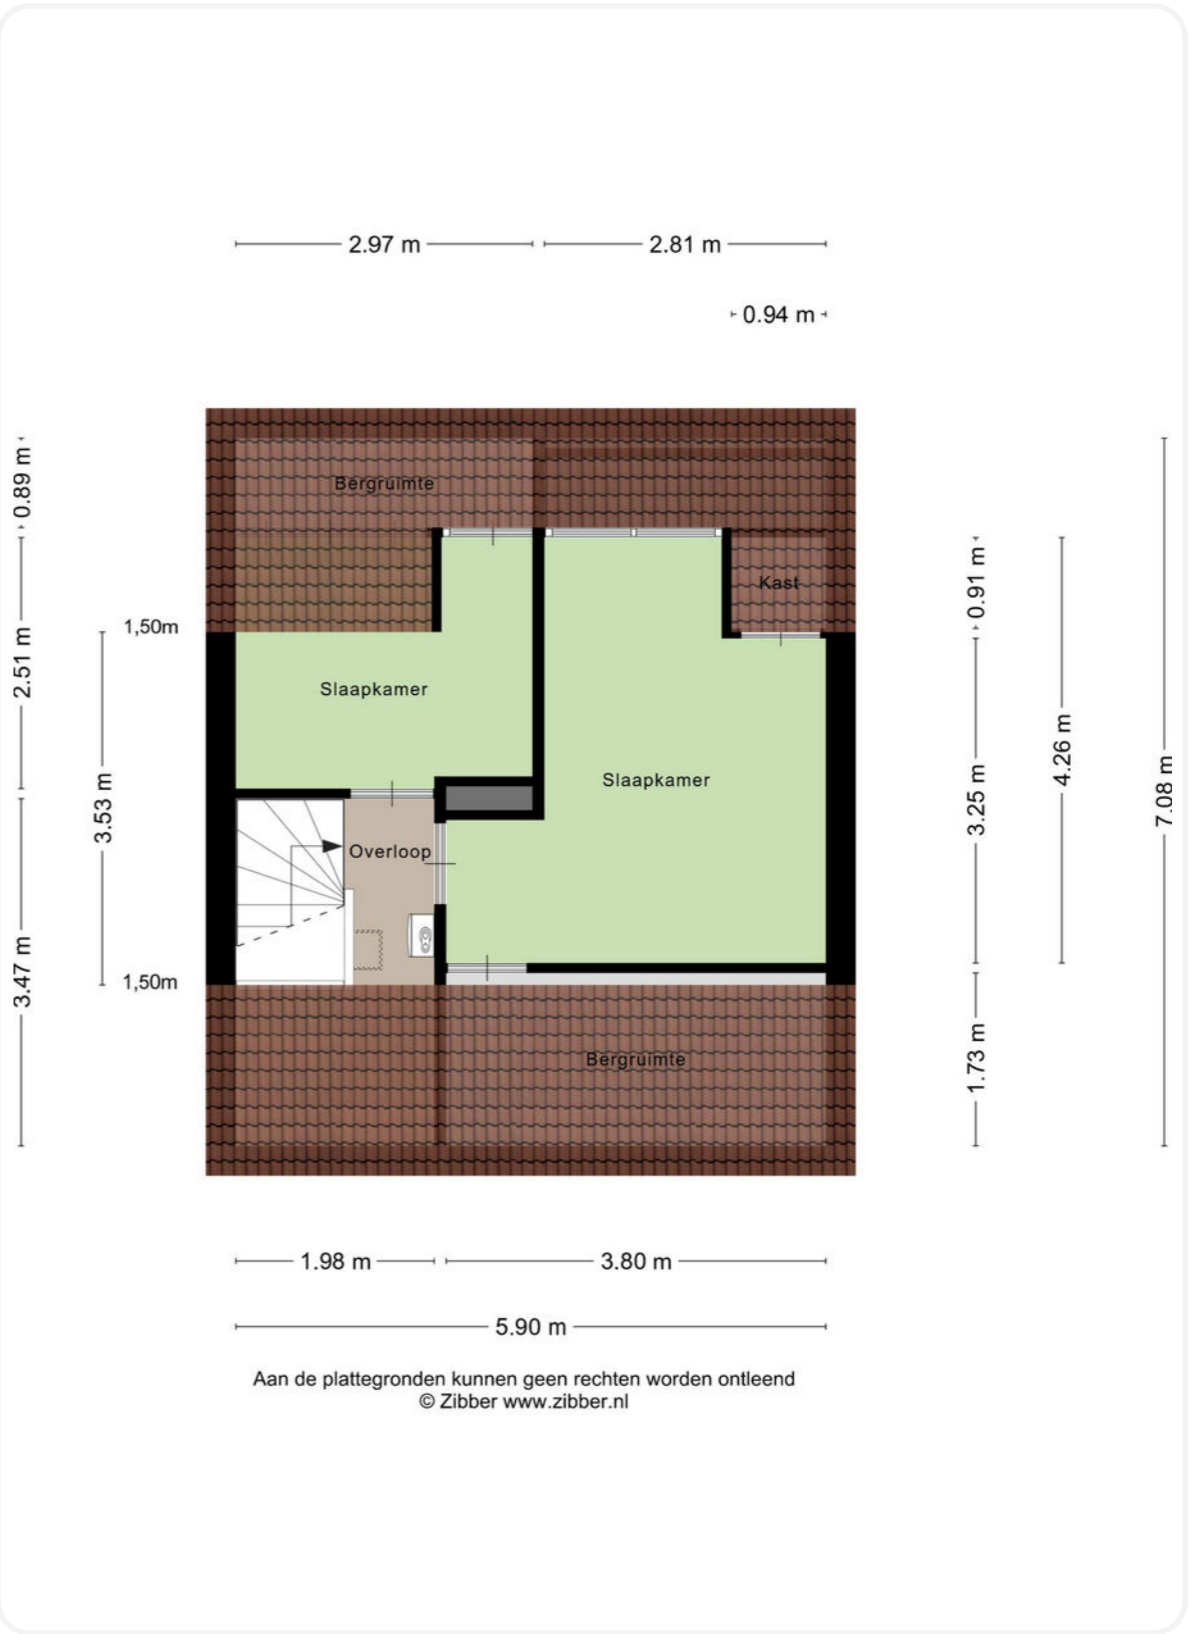 2.97 m
2.81 m
0.94 m
0.89 m
Bergruimte
Kast
0.91 m
1,50m
2.51 m
Slaapkamer
4.26 m
Slaapkamer
7.08 m
3.25 m
3.53 m
Overloop
3.47 m
1,50m
Bergruimte
1.73 m
1.98 m
3.80 m
5.90 m
Aan de plattegronden kunnen geen rechten worden ontleend
© Zibber www.zibber.nl